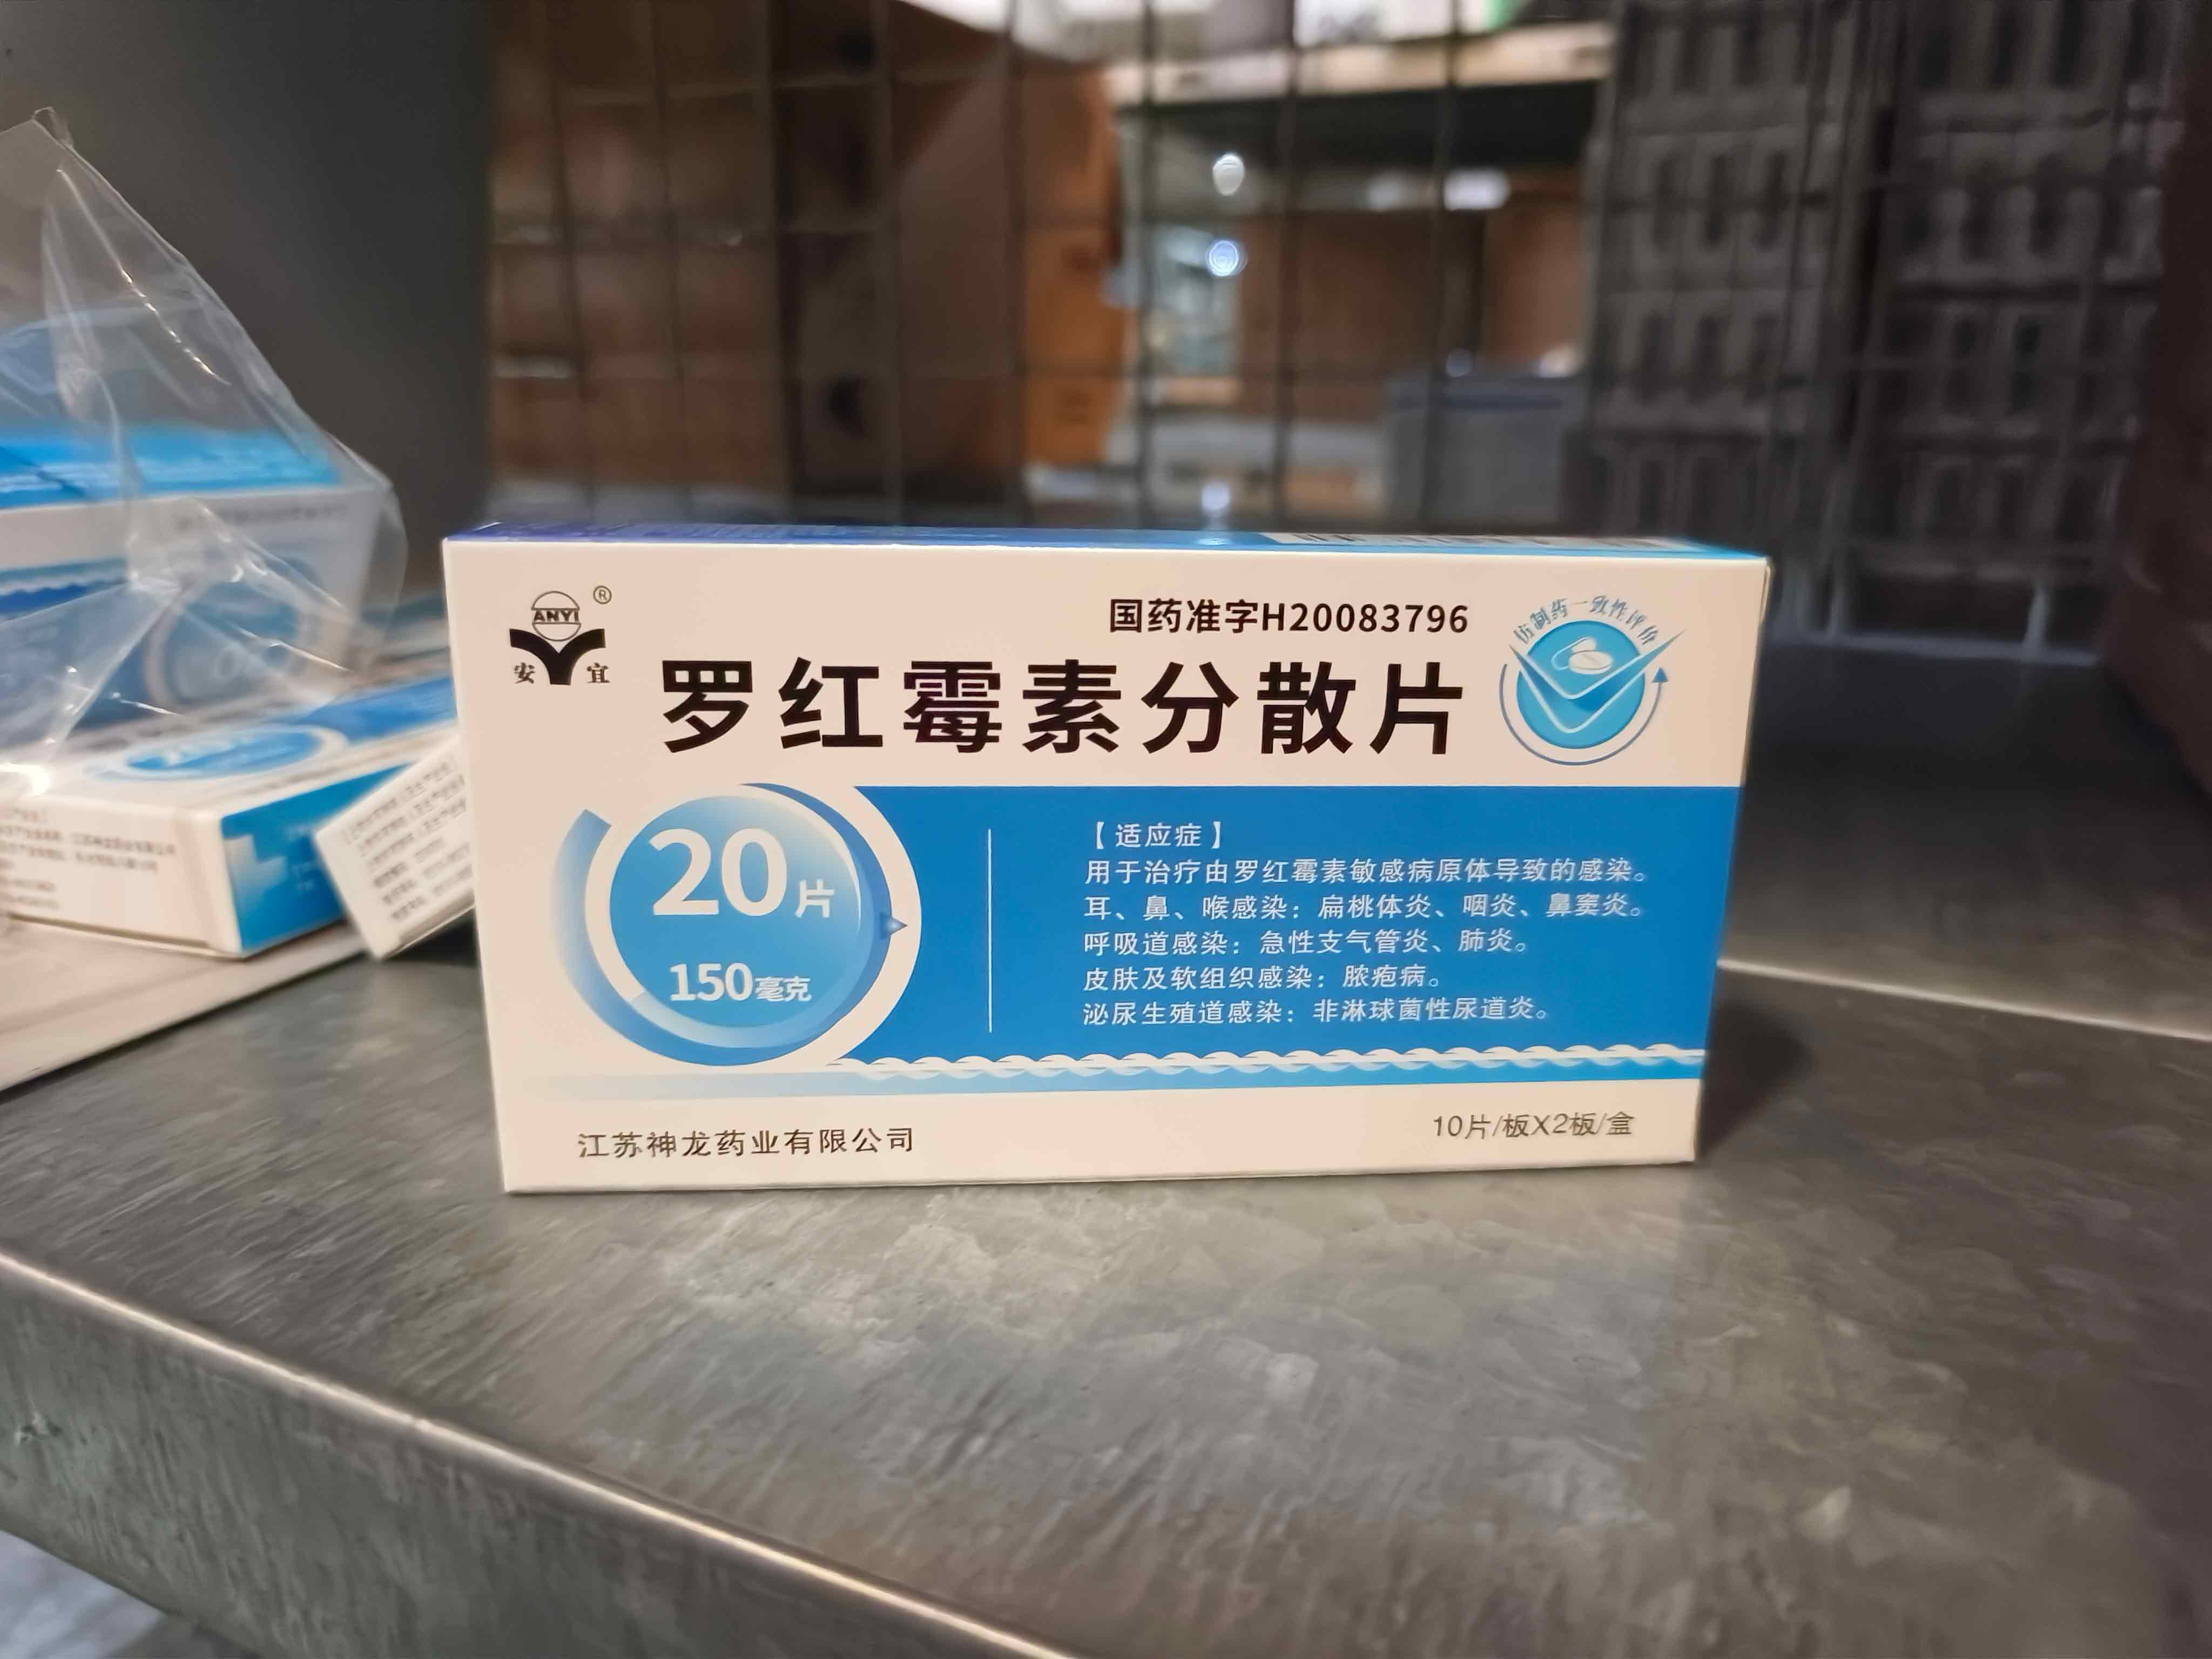 ANYI
®
安宜
国药准字H20083796
仿制药一致性评价
罗红霉素分散片
20片
150毫克
【适应症】
用于治疗由罗红霉素敏感病原体导致的感染。
耳、鼻、喉感染：扁桃体炎、咽炎、鼻窦炎。
呼吸道感染：急性支气管炎、肺炎。
皮肤及软组织感染：脓疱病。
泌尿生殖道感染：非淋球菌性尿道炎。
江苏神龙药业有限公司
10片/板X2板/盒